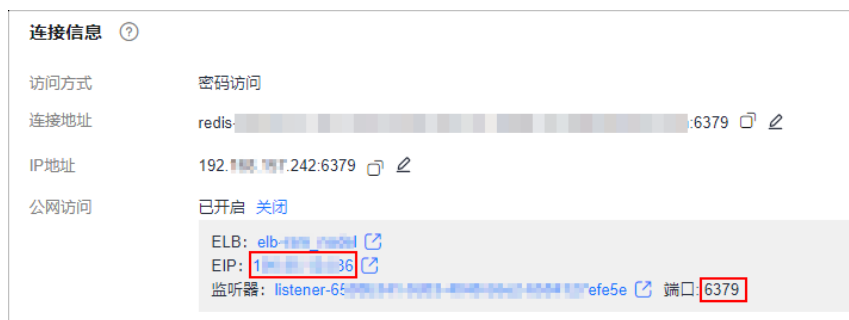 连接信息
访问方式 密码访问
连接地址 redis- :6379
IP地址 192. .242:6379
公网访问 已开启 关闭
ELB: elb-
EIP: 1 36
监听器: listener-65 efe5e 端口:6379